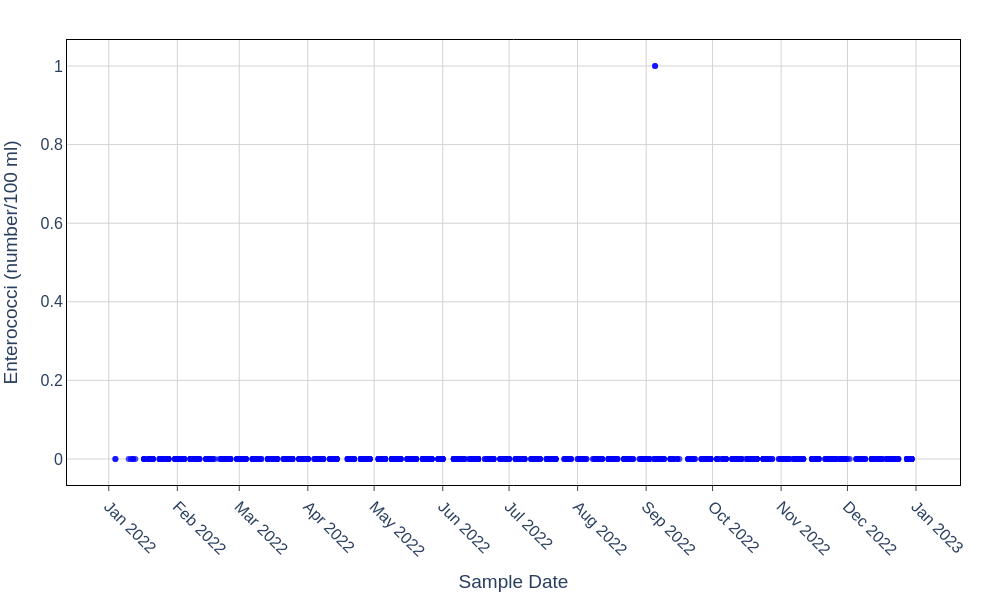 1
0.8
0.6
0.4
0.2
0
Enterococci (number/100 ml)
Jan 2022
Feb 2022
Mar 2022
Apr 2022
May 2022
Jun 2022
Jul 2022
Aug 2022
Sep 2022
Oct 2022
Nov 2022
Dec 2022
Jan 2023
Sample Date